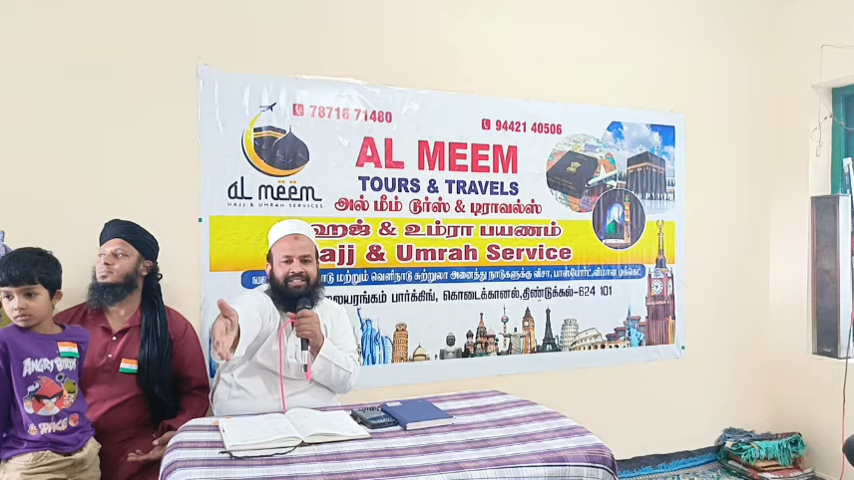 78716 71480
94421 40506
al meem
HAJJ & UMRAH SERVICES
AL MEEM
TOURS & TRAVELS
அல் மீம் டூர்ஸ் & டிராவல்ஸ்
ஹஜ் & உம்ரா பயணம்
ajj & Umrah Service
நாடு மற்றும் வெளிநாடு சுற்றுலா அனைத்து நாடுகளுக்கு விசா, பாஸ்போர்ட், விமான டிக்கெட்
பார்க்கிங், கொடைக்கானல், திண்டுக்கல்-624 101
ANGRY BIRDS
SPACE